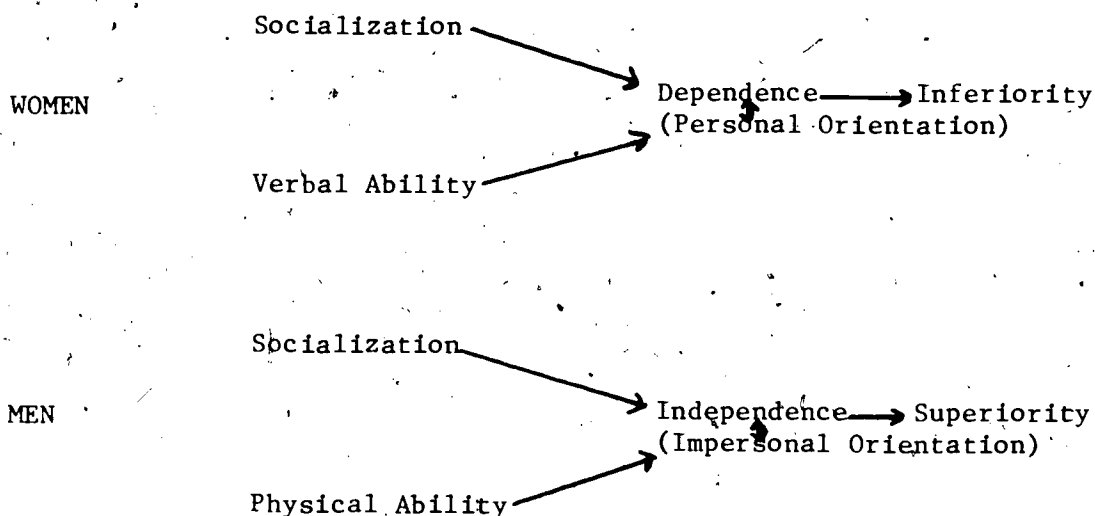 Socialization
WOMEN
Dependence Inferiority
(Personal Orientation)
Verbal Ability
Socialization
MEN
Independence Superiority
(Impersonal Orientation)
Physical Ability